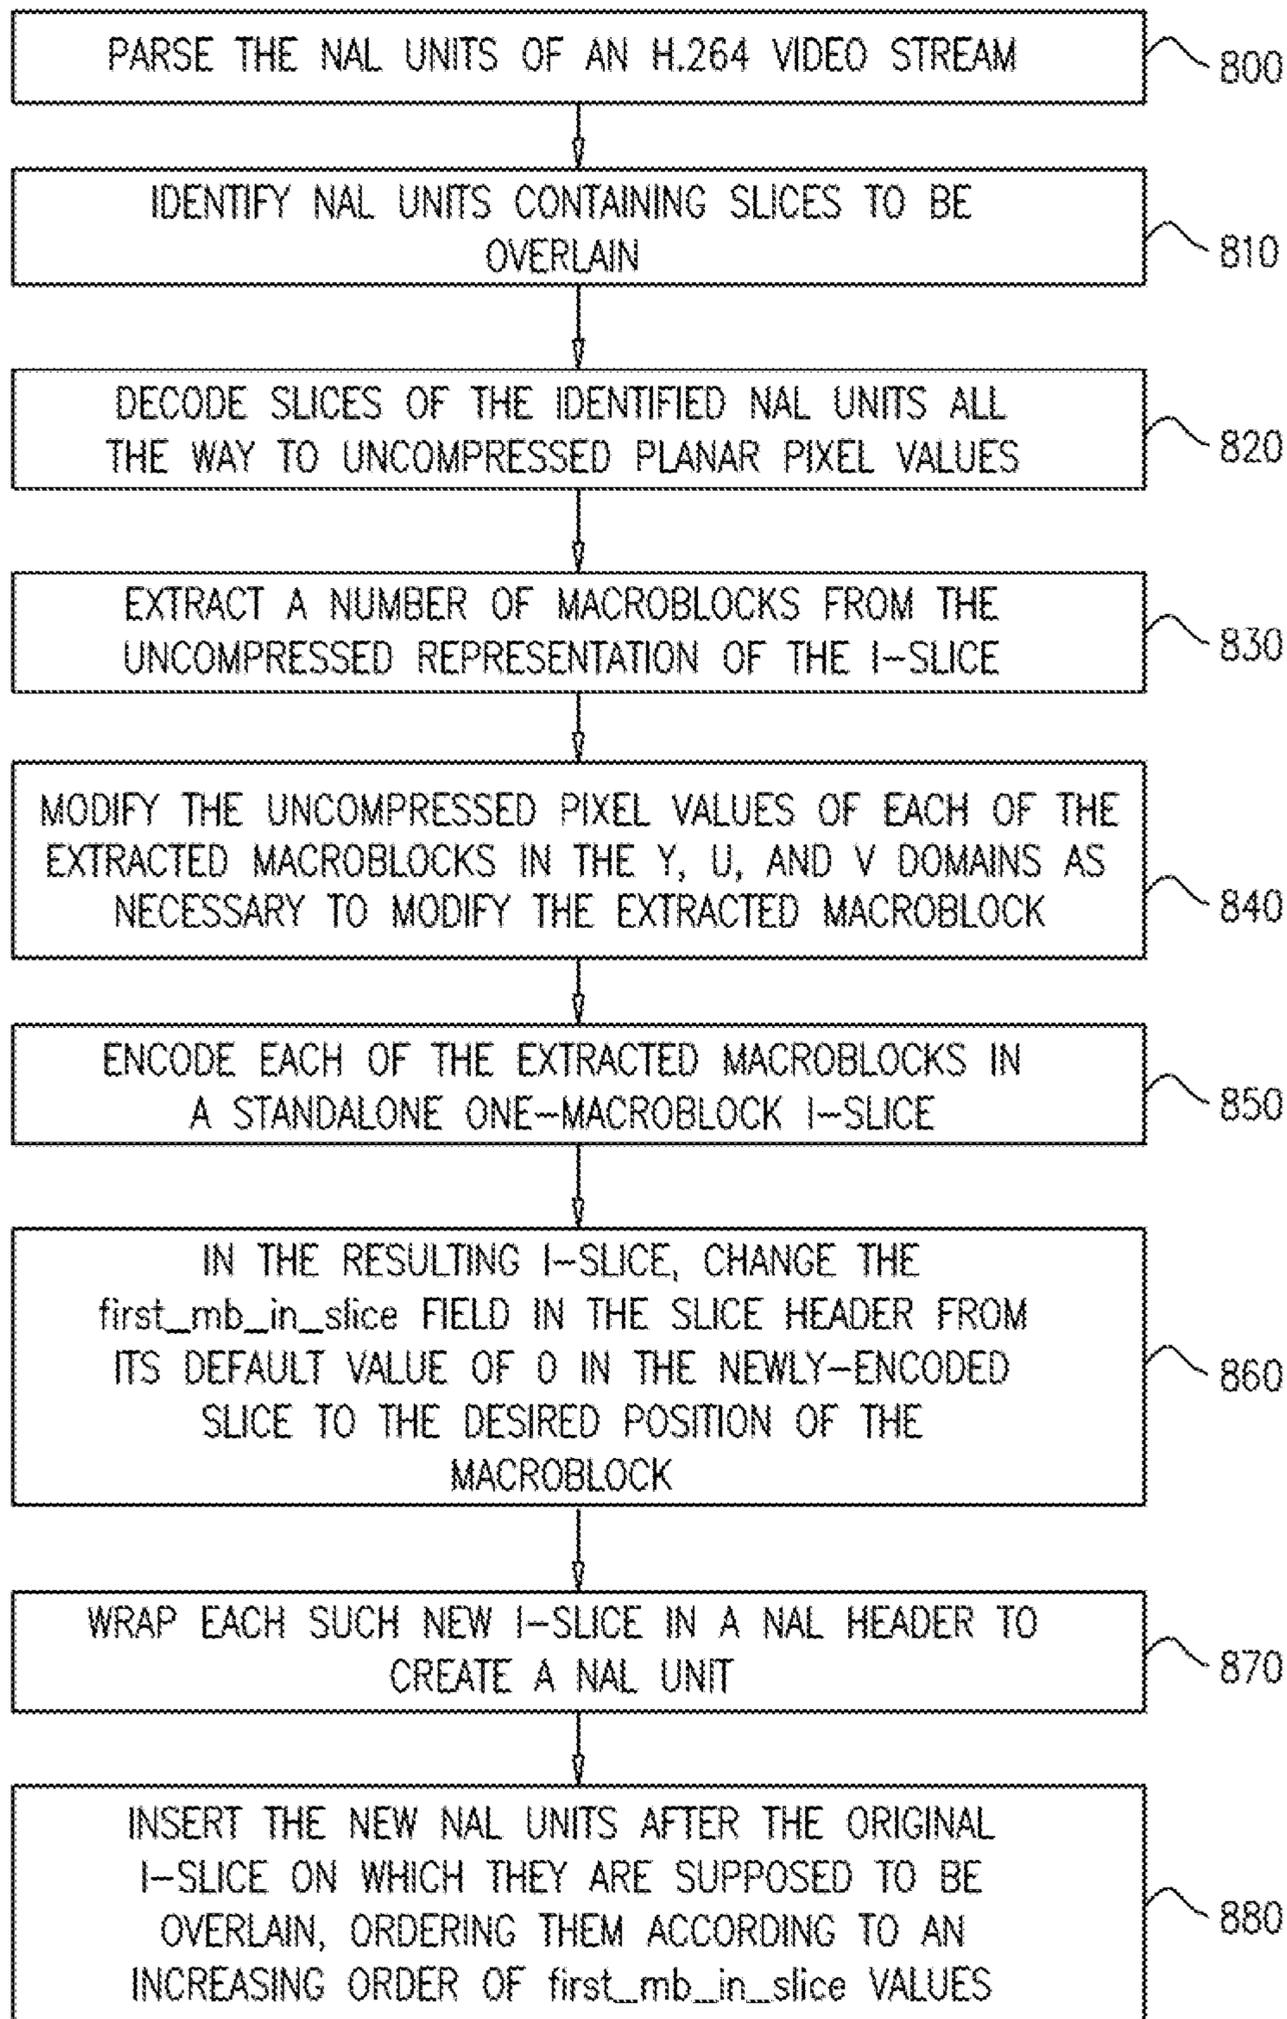 PARSE THE NAL UNITS OF AN H.264 VIDEO STREAM
800
IDENTIFY NAL UNITS CONTAINING SLICES TO BE
OVERLAIN
810
DECODE SLICES OF THE IDENTIFIED NAL UNITS ALL
THE WAY TO UNCOMPRESSED PLANAR PIXEL VALUES
820
EXTRACT A NUMBER OF MACROBLOCKS FROM THE
UNCOMPRESSED REPRESENTATION OF THE I-SLICE
830
MODIFY THE UNCOMPRESSED PIXEL VALUES OF EACH OF THE
EXTRACTED MACROBLOCKS IN THE Y, U, AND V DOMAINS AS
NECESSARY TO MODIFY THE EXTRACTED MACROBLOCK
840
ENCODE EACH OF THE EXTRACTED MACROBLOCKS IN
A STANDALONE ONE-MACROBLOCK I-SLICE
850
IN THE RESULTING I-SLICE, CHANGE THE
first_mb_in_slice FIELD IN THE SLICE HEADER FROM
ITS DEFAULT VALUE OF 0 IN THE NEWLY-ENCODED
SLICE TO THE DESIRED POSITION OF THE
MACROBLOCK
860
WRAP EACH SUCH NEW I-SLICE IN A NAL HEADER TO
CREATE A NAL UNIT
870
INSERT THE NEW NAL UNITS AFTER THE ORIGINAL
I-SLICE ON WHICH THEY ARE SUPPOSED TO BE
OVERLAIN, ORDERING THEM ACCORDING TO AN
INCREASING ORDER OF first_mb_in_slice VALUES
880